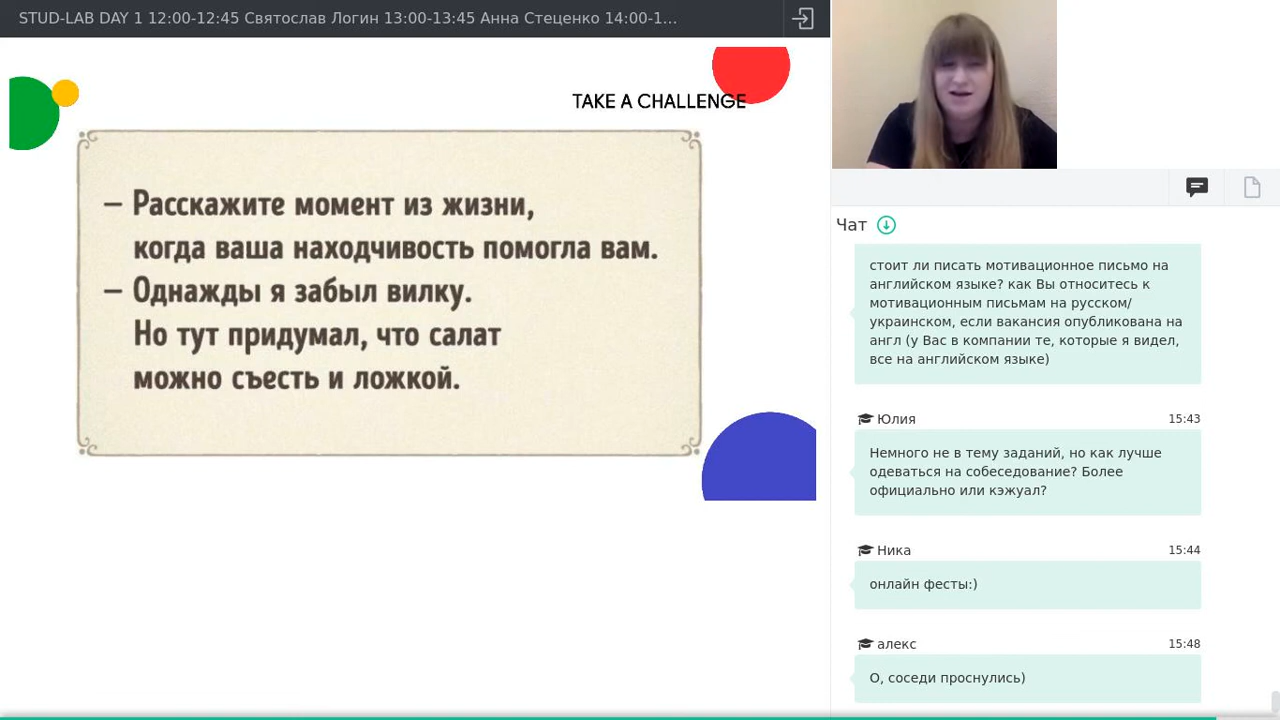 STUD-LAB DAY 1 12:00-12:45 Святослав Логин 13:00-13:45 Анна Стеценко 14:00-1...
TAKE A CHALLENGE
— Расскажите момент из жизни,
когда ваша находчивость помогла вам.
— Однажды я забыл вилку.
Но тут придумал, что салат
можно съесть и ложкой.
Чат
стоит ли писать мотивационное письмо на
английском языке? как Вы относитесь к
мотивационным письмам на русском/
украинском, если вакансия опубликована на
англ (у Вас в компании те, которые я видел,
все на английском языке)
Юлия 15:43
Немного не в тему заданий, но как лучше
одеваться на собеседование? Более
официально или кэжуал?
Ника 15:44
онлайн фесты:)
алекс 15:48
О, соседи проснулись)